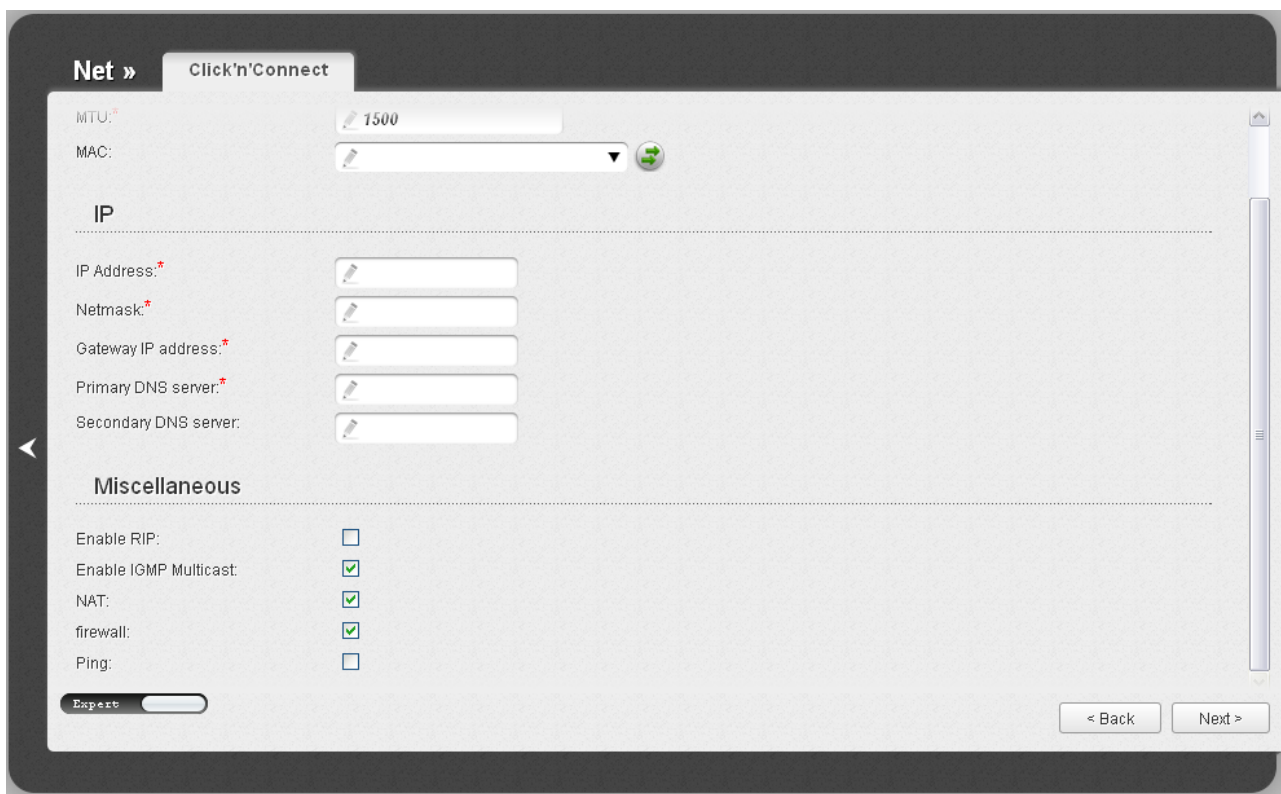 Net »
Click'n'Connect
MTU:* 1500
MAC:
IP
IP Address:*
Netmask:*
Gateway IP address:*
Primary DNS server:*
Secondary DNS server:
Miscellaneous
Enable RIP:
Enable IGMP Multicast:
NAT:
firewall:
Ping:
Expert
< Back Next >